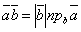 a̅b̅ = |b̅| пр_b a̅